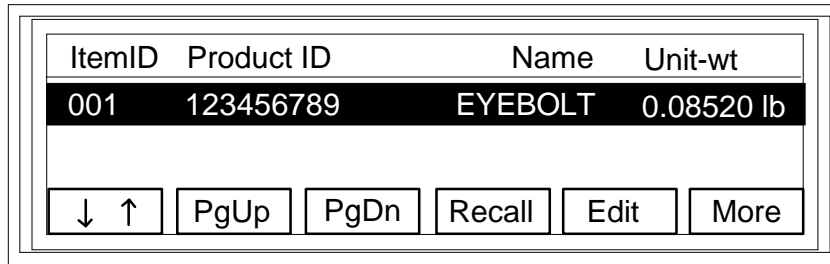 ItemID Product ID Name Unit-wt
001 123456789 EYEBOLT 0.08520 lb
↓ ↑ PgUp PgDn Recall Edit More